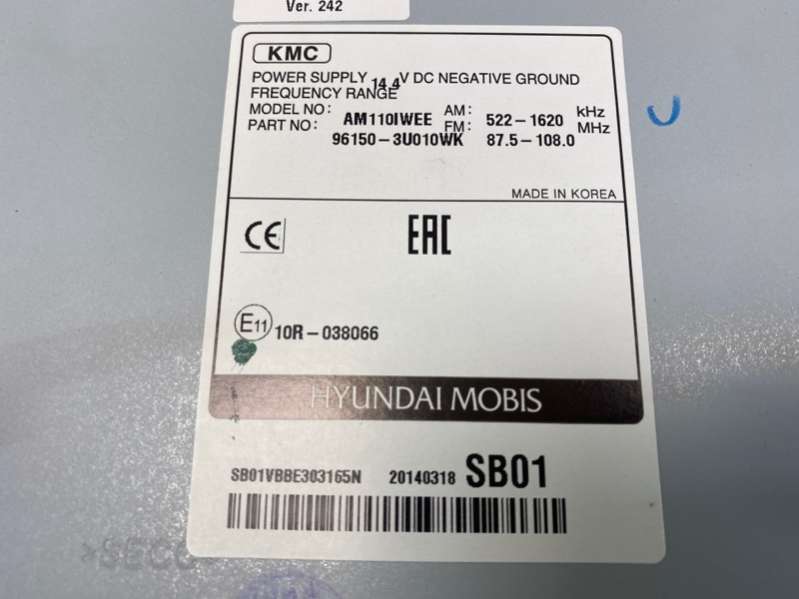 Ver. 242
KMC
POWER SUPPLY 14.4V DC NEGATIVE GROUND
FREQUENCY RANGE
MODEL NO: AM110IWEE AM: 522-1620 kHz
PART NO: 96150-3U010WK FM: 87.5-108.0 MHz
MADE IN KOREA
CE EAC
E11 10R-038066
HYUNDAI MOBIS
SB01VBBE303165N 20140318 SB01
>SECC